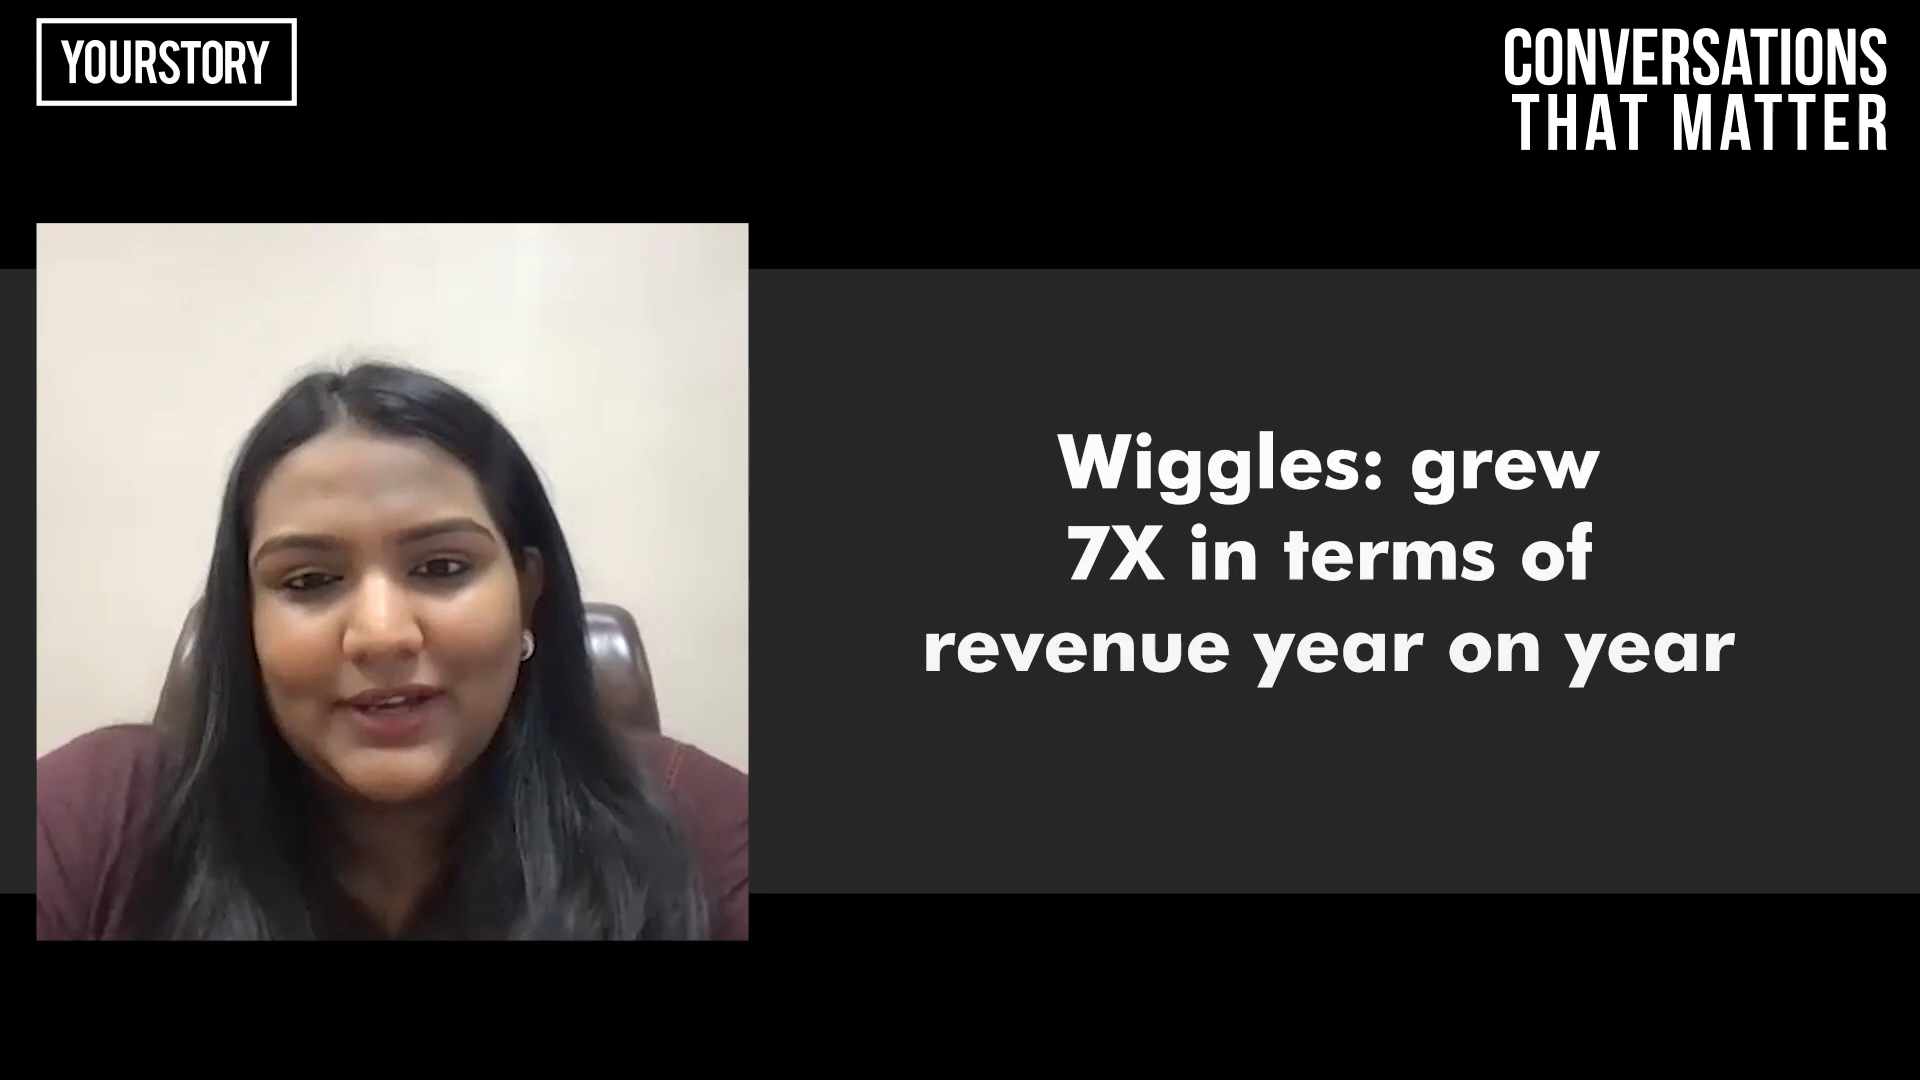 YOURSTORY
CONVERSATIONS
THAT MATTER
Wiggles: grew
7X in terms of
revenue year on year